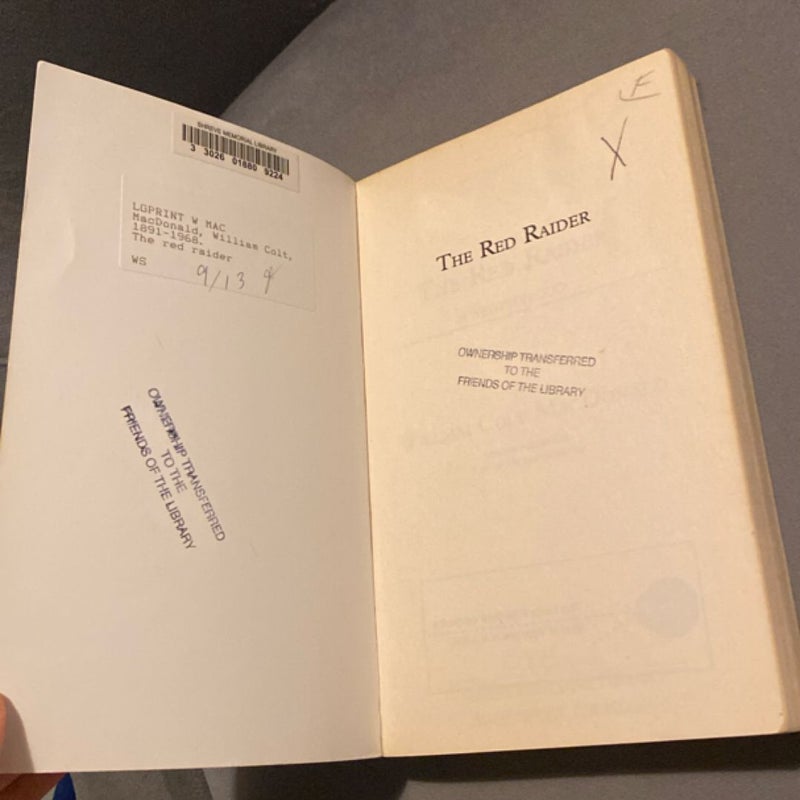 SHREVE MEMORIAL LIBRARY
3 3026 01880 9224
LGPRINT W MAC
MacDonald, William Colt,
1891-1968.
The red raider
WS
9/13
OWNERSHIP TRANSFERRED
TO THE
FRIENDS OF THE LIBRARY
X
THE RED RAIDER
OWNERSHIP TRANSFERRED
TO THE
FRIENDS OF THE LIBRARY